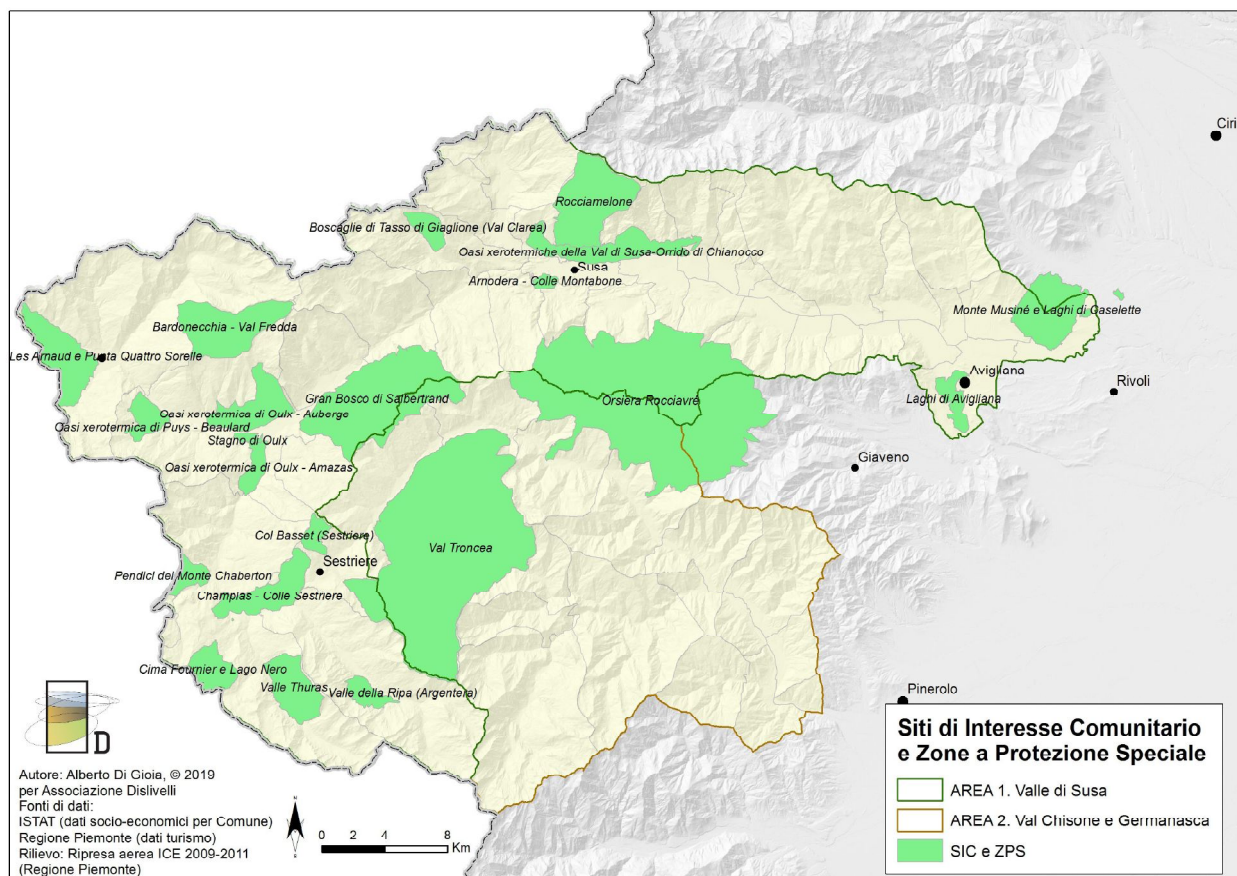 Ciri
Rocciamelone
Boscaglie di Tasso di Giaglione (Val Clarea)
Oasi xerotermiche della Val di Susa-Orrido di Chianocco
Susa
Arnodera - Colle Montabone
Monte Musinè e Laghi di Caselette
Bardonecchia - Val Fredda
Les Arnaud e Punta Quattro Sorelle
Avigliana
Rivoli
Gran Bosco di Salbertrand
Orsiera Rocciavrè
Laghi di Avigliana
Oasi xerotermica di Oulx - Auberge
Oasi xerotermica di Puys - Beaulard
Stagno di Oulx
Giaveno
Oasi xerotermica di Oulx - Amazas
Col Basset (Sestriere)
Val Troncea
Sestriere
Pendici del Monte Chaberton
Champlas - Colle Sestriere
Cima Fournier e Lago Nero
Valle Thuras
Valle della Ripa (Argentera)
Pinerolo
D
Autore: Alberto Di Gioia, © 2019
per Associazione Dislivelli
Fonti di dati:
ISTAT (dati socio-economici per Comune)
Regione Piemonte (dati turismo)
Rilievo: Ripresa aerea ICE 2009-2011
(Regione Piemonte)
N
0 4 8
Km
Siti di Interesse Comunitario
e Zone a Protezione Speciale
AREA 1. Valle di Susa
AREA 2. Val Chisone e Germanasca
SIC e ZPS